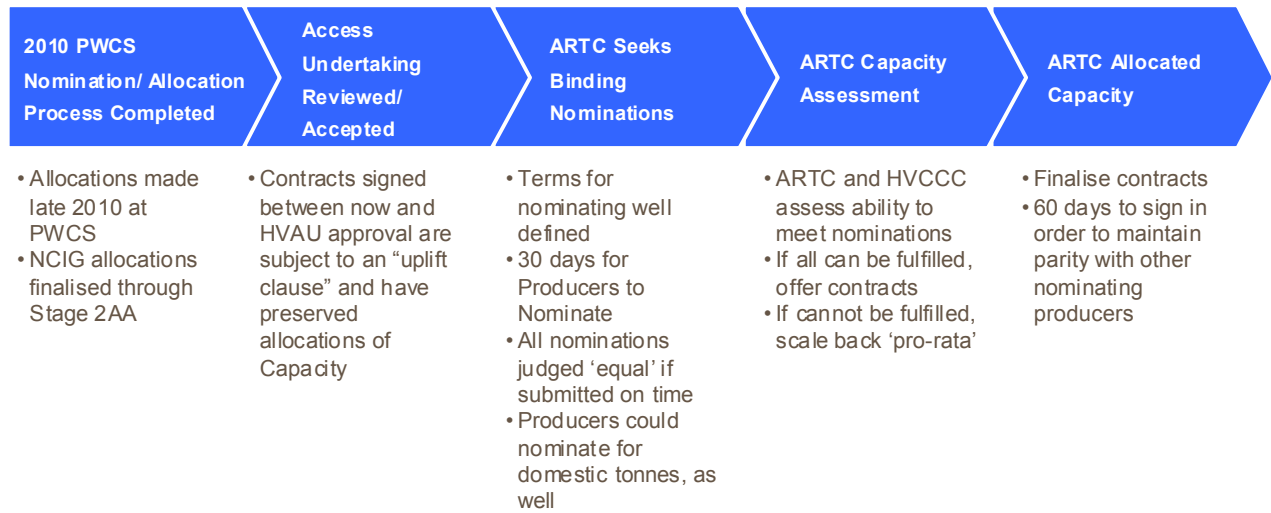 2010 PWCS
Nomination/ Allocation
Process Completed
Access
Undertaking
Reviewed/
Accepted
ARTC Seeks
Binding
Nominations
ARTC Capacity
Assessment
ARTC Allocated
Capacity
• Allocations made
late 2010 at
PWCS
• NCIG allocations
finalised through
Stage 2AA
• Contracts signed
between now and
HVAU approval are
subject to an “uplift
clause” and have
preserved
allocations of
Capacity
• Terms for
nominating well
defined
• 30 days for
Producers to
Nominate
• All nominations
judged ‘equal’ if
submitted on time
• Producers could
nominate for
domestic tonnes, as
well
• ARTC and HVCCC
assess ability to
meet nominations
• If all can be fulfilled,
offer contracts
• If cannot be fulfilled,
scale back ‘pro-rata’
• Finalise contracts
• 60 days to sign in
order to maintain
parity with other
nominating
producers